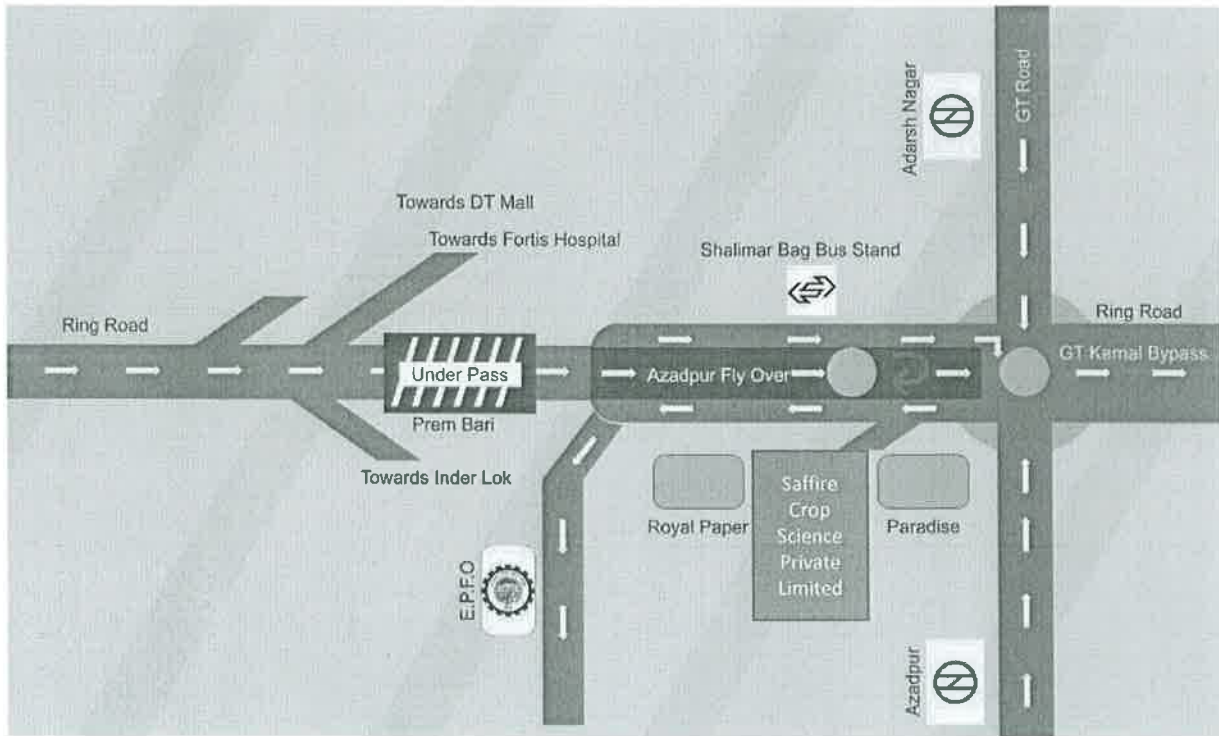 Adarsh Nagar
GT Road
Towards DT Mall
Towards Fortis Hospital
Shalimar Bag Bus Stand
Ring Road
Ring Road
GT Karnal Bypass
Under Pass
Azadpur Fly Over
Prem Bari
Towards Inder Lok
Royal Paper
Saffire
Crop
Science
Private
Limited
Paradise
E.P.F.O
Azadpur